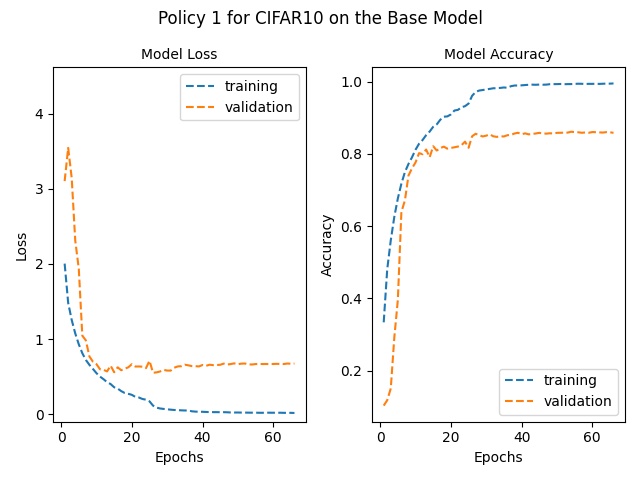 Policy 1 for CIFAR10 on the Base Model
Model Loss
training
validation
4
3
2
1
0
Loss
0
20
40
60
Epochs
Model Accuracy
1.0
0.8
0.6
0.4
0.2
Accuracy
training
validation
0
20
40
60
Epochs